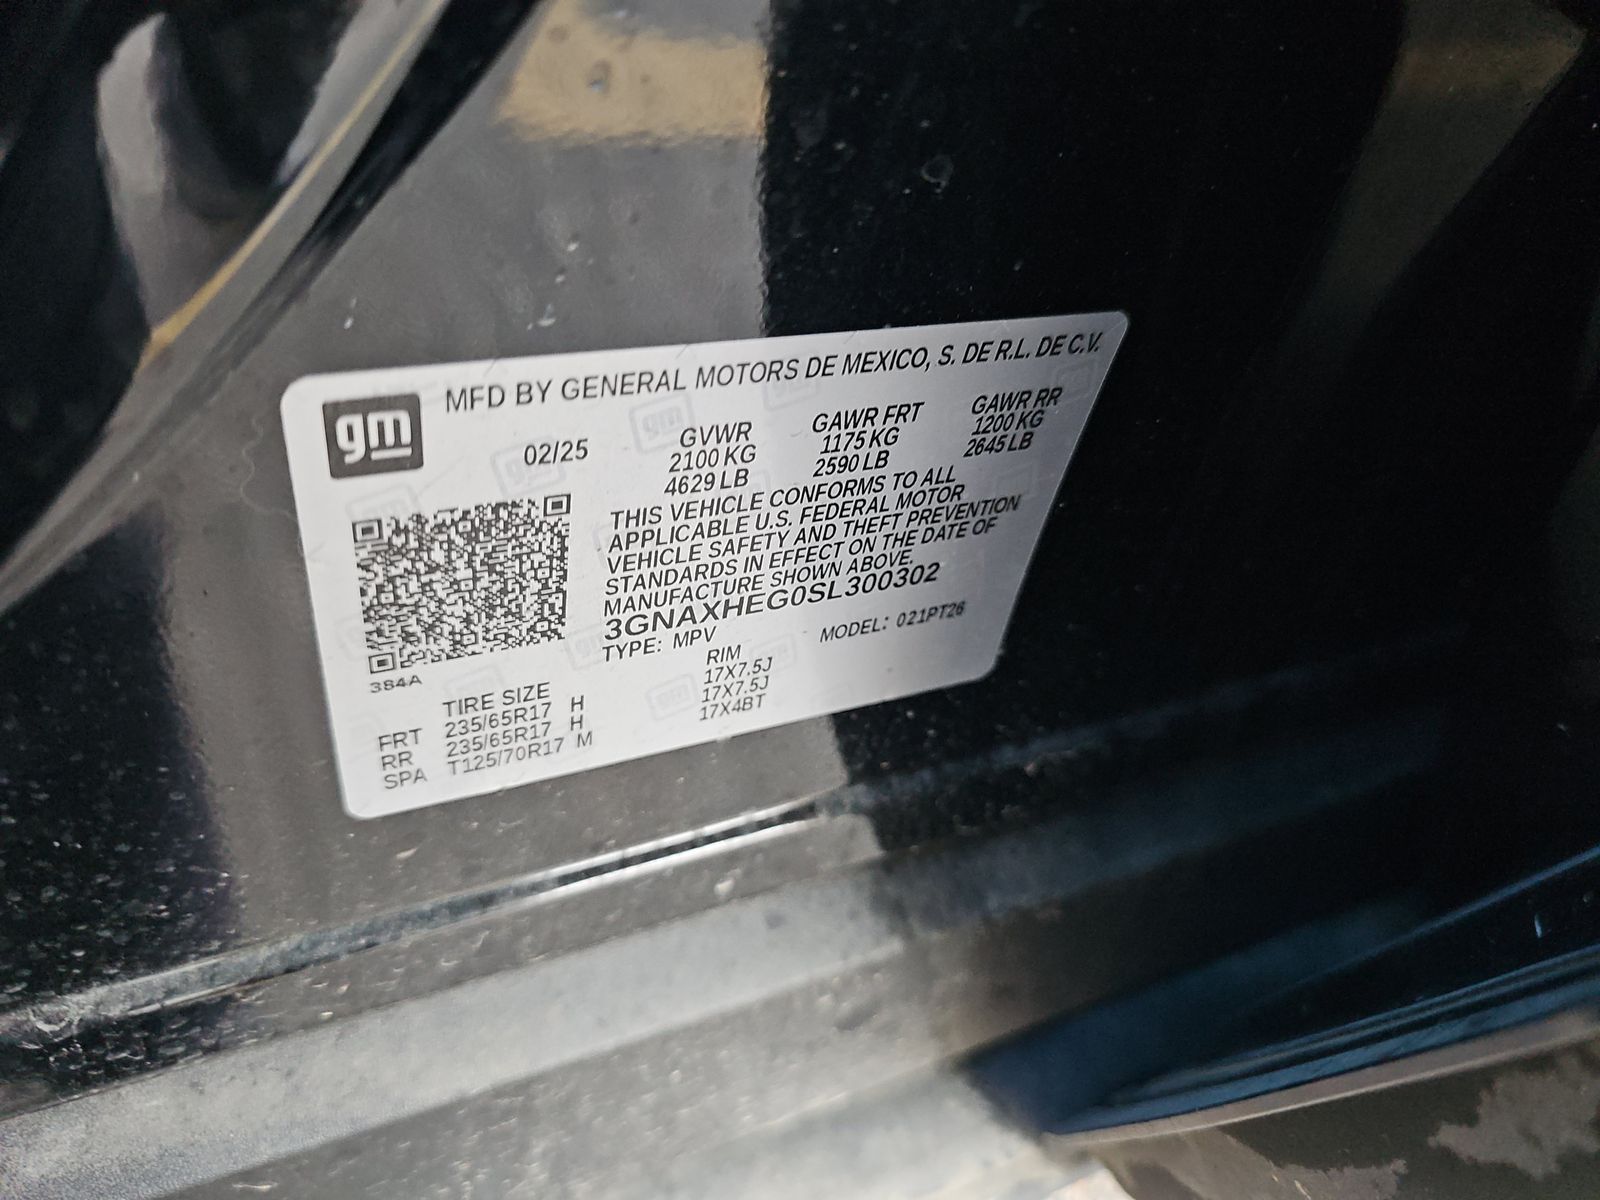 gm
MFD BY GENERAL MOTORS DE MEXICO, S. DE R.L. DE C.V.
02/25
GVWR GAWR FRT GAWR RR
2100 KG 1175 KG 1200 KG
4629 LB 2590 LB 2645 LB
THIS VEHICLE CONFORMS TO ALL
APPLICABLE U.S. FEDERAL MOTOR
VEHICLE SAFETY AND THEFT PREVENTION
STANDARDS IN EFFECT ON THE DATE OF
MANUFACTURE SHOWN ABOVE.
3GNAXHEG0SL300302
TYPE: MPV MODEL: 021PT26
384A
TIRE SIZE RIM
FRT 235/65R17 H 17X7.5J
RR 235/65R17 H 17X7.5J
SPA T125/70R17 M 17X4BT